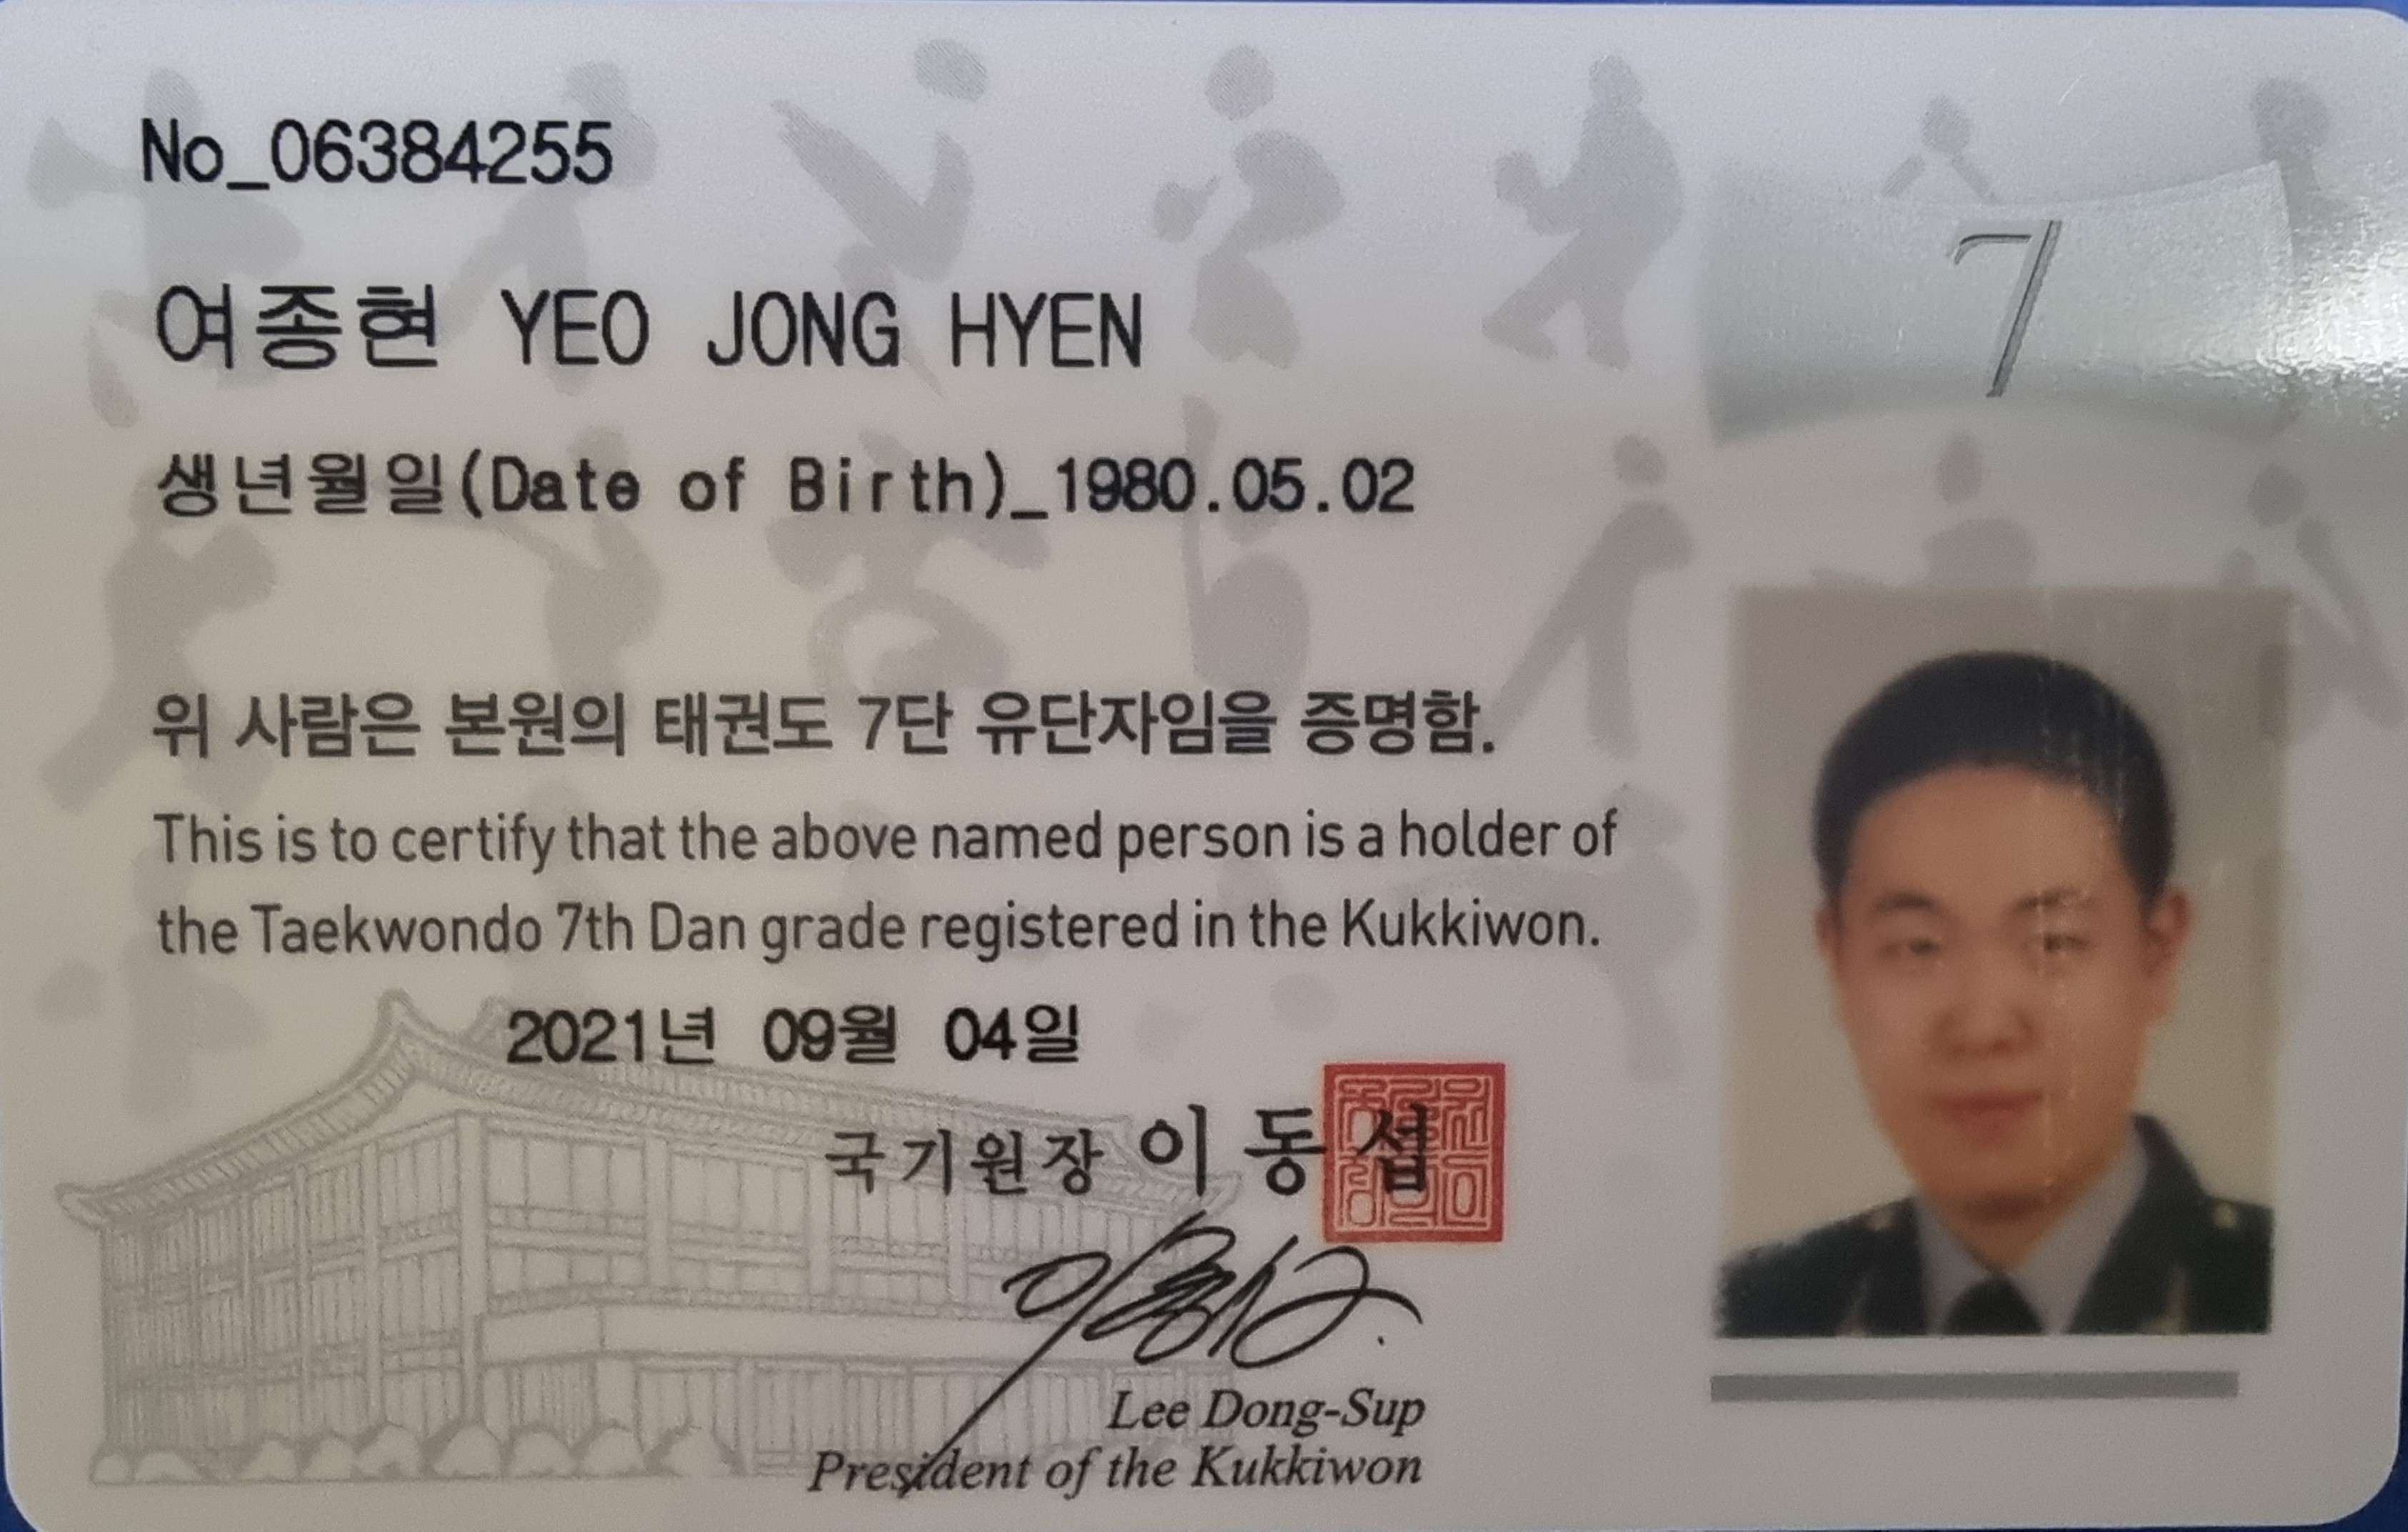 No_06384255
7
여종현 YEO JONG HYEN
생년월일(Date of Birth)_1980.05.02
위 사람은 본원의 태권도 7단 유단자임을 증명함.
This is to certify that the above named person is a holder of
the Taekwondo 7th Dan grade registered in the Kukkiwon.
2021년 09월 04일
국기원장 이동섭
Lee Dong-Sup
President of the Kukkiwon